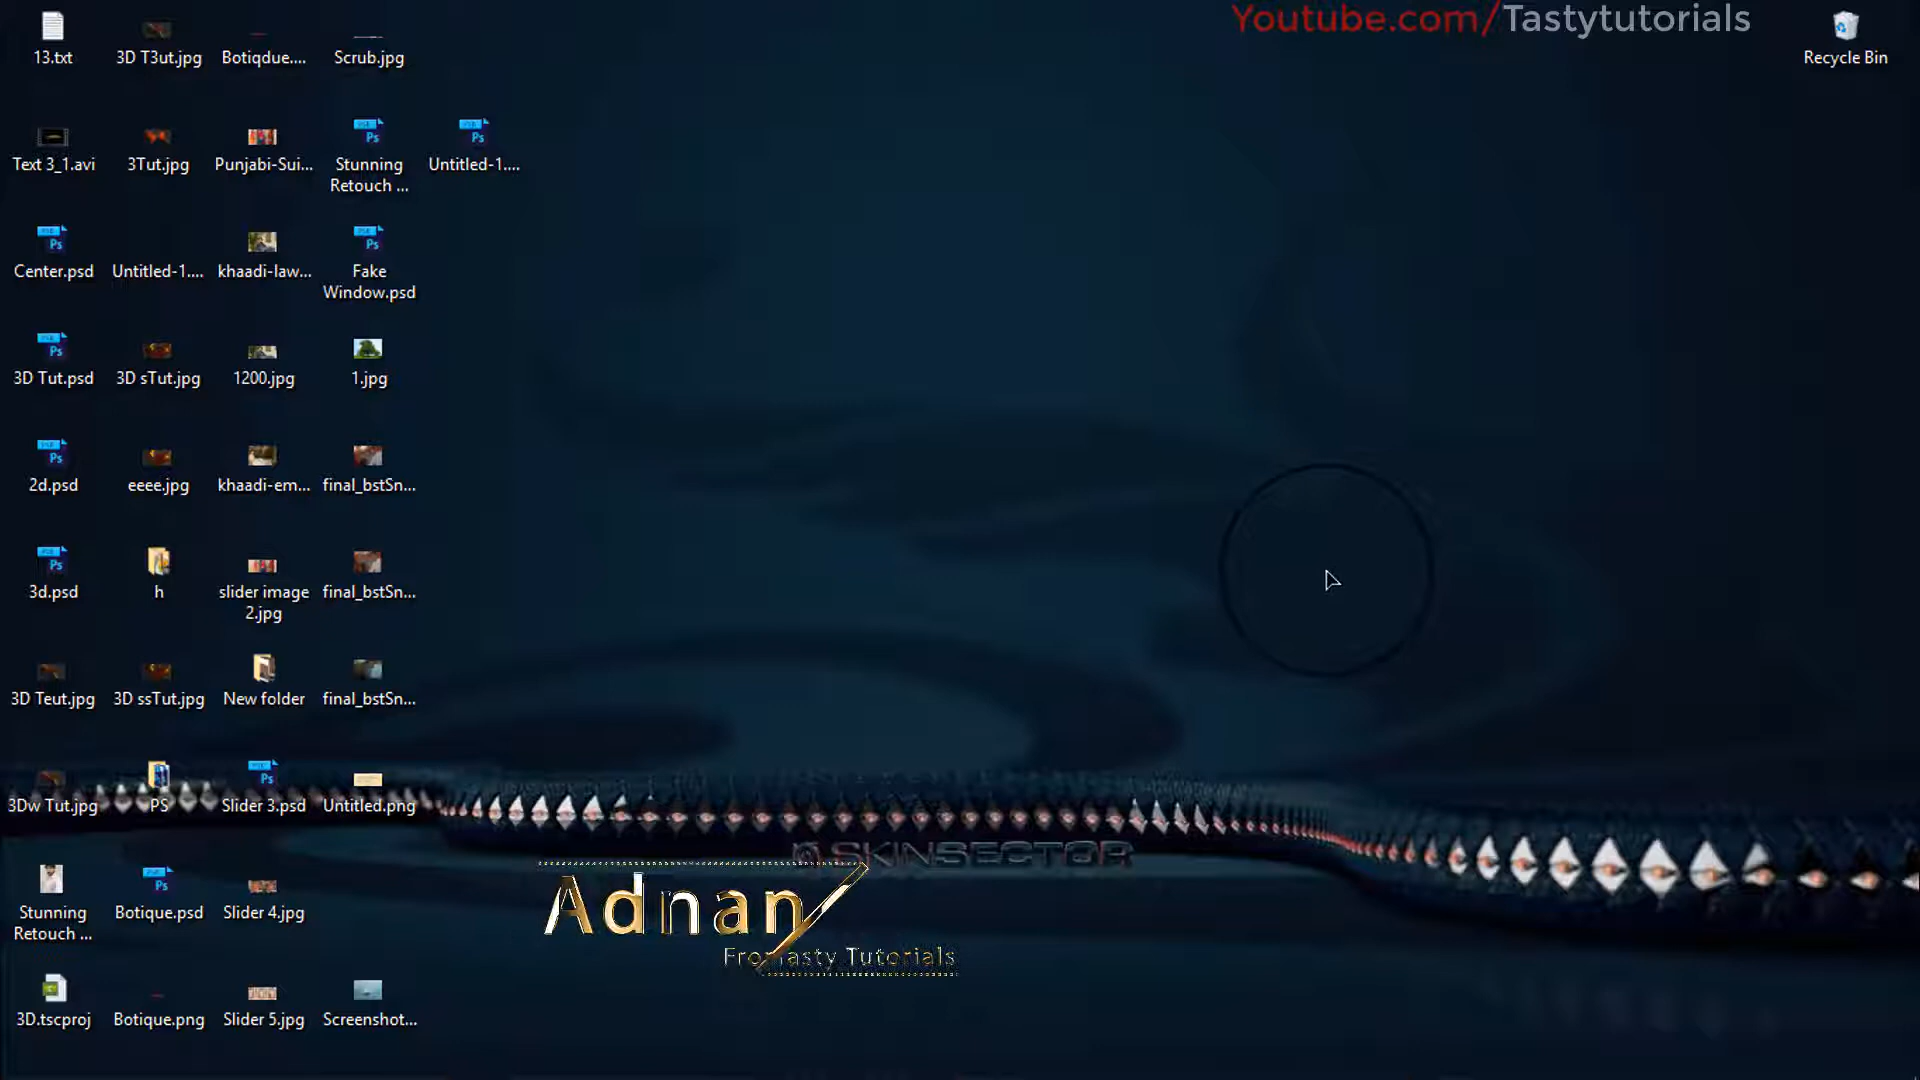 Youtube.com/Tastytutorials
13.txt
3D T3ut.jpg
Botiqdue....
Scrub.jpg
Recycle Bin
Text 3_1.avi
3Tut.jpg
Punjabi-Sui...
Stunning
Retouch ...
Untitled-1....
Center.psd
Untitled-1....
khaadi-law...
Fake
Window.psd
3D Tut.psd
3D sTut.jpg
1200.jpg
1.jpg
2d.psd
eeee.jpg
khaadi-em...
final_bstSn...
3d.psd
h
slider image
2.jpg
final_bstSn...
3D Teut.jpg
3D ssTut.jpg
New folder
final_bstSn...
3Dw Tut.jpg
PS
Slider 3.psd
Untitled.png
SKINSECTOR
Stunning
Retouch ...
Botique.psd
Slider 4.jpg
Adnan
From Tasty Tutorials
3D.tscproj
Botique.png
Slider 5.jpg
Screenshot...